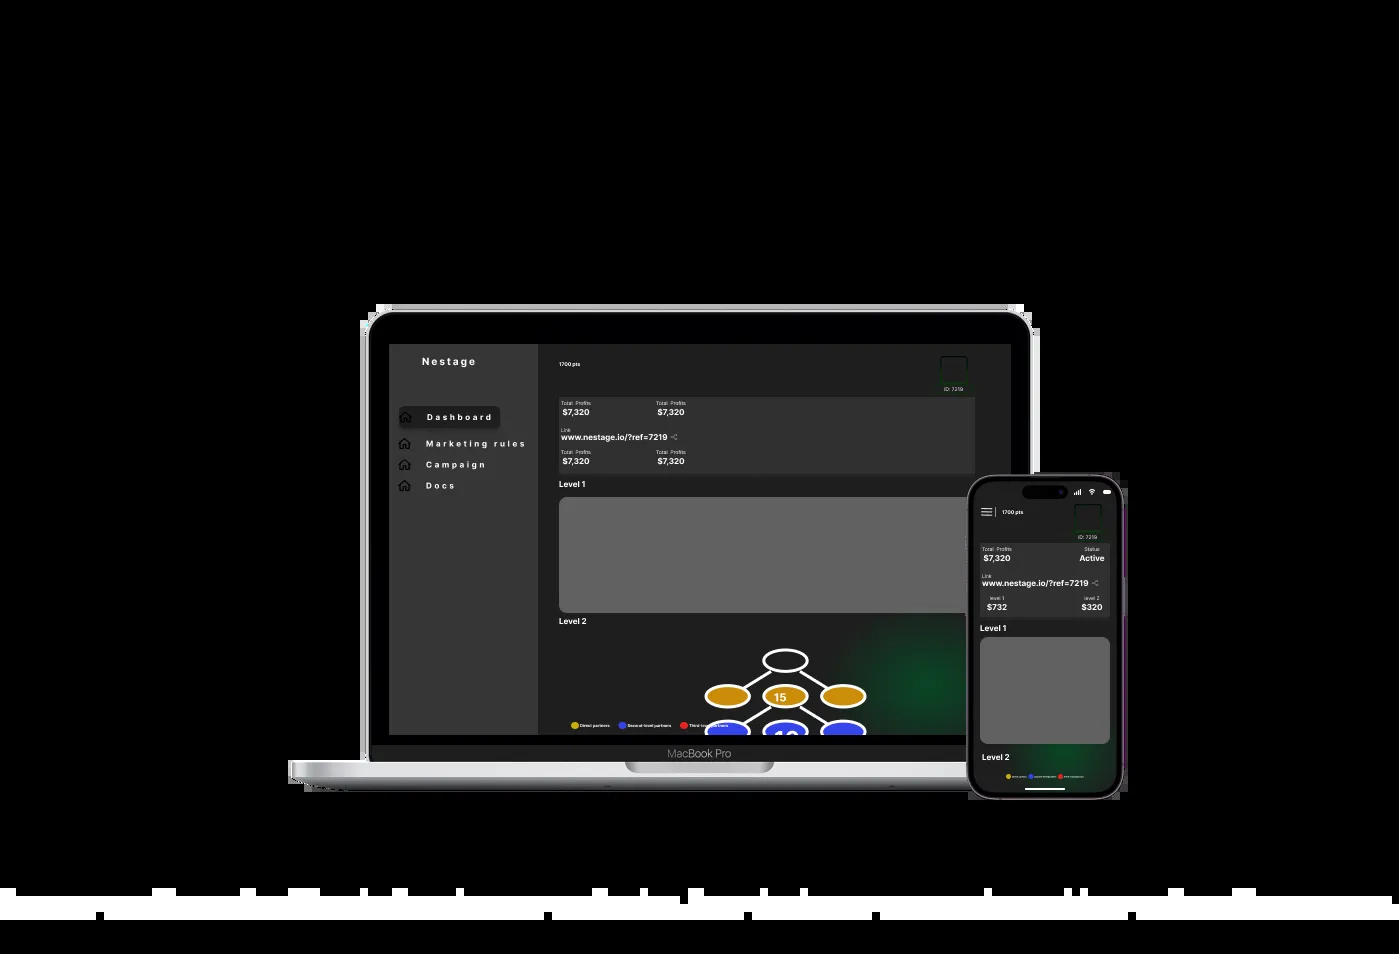 Nestage
Dashboard
Marketing rules
Campaign
Docs
1700 pts
ID: 7219
Total Profits Total Profits
$7,320 $7,320
Link
www.nestage.io/?ref=7219
Total Profits Total Profits
$7,320 $7,320
Level 1
Level 2
15
10
Direct partners Second-level partners Third-level partners
MacBook Pro
1700 pts
ID: 7219
Total Profits Status
$7,320 Active
Link
www.nestage.io/?ref=7219
level 1 level 2
$732 $320
Level 1
Level 2